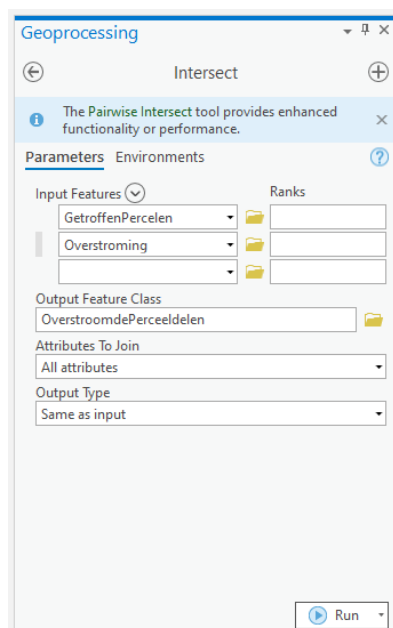 Geoprocessing
Intersect
The Pairwise Intersect tool provides enhanced
functionality or performance.
Parameters Environments
Input Features Ranks
GetroffenPercelen
Overstroming
Output Feature Class
OverstroomdePerceeldelen
Attributes To Join
All attributes
Output Type
Same as input
Run